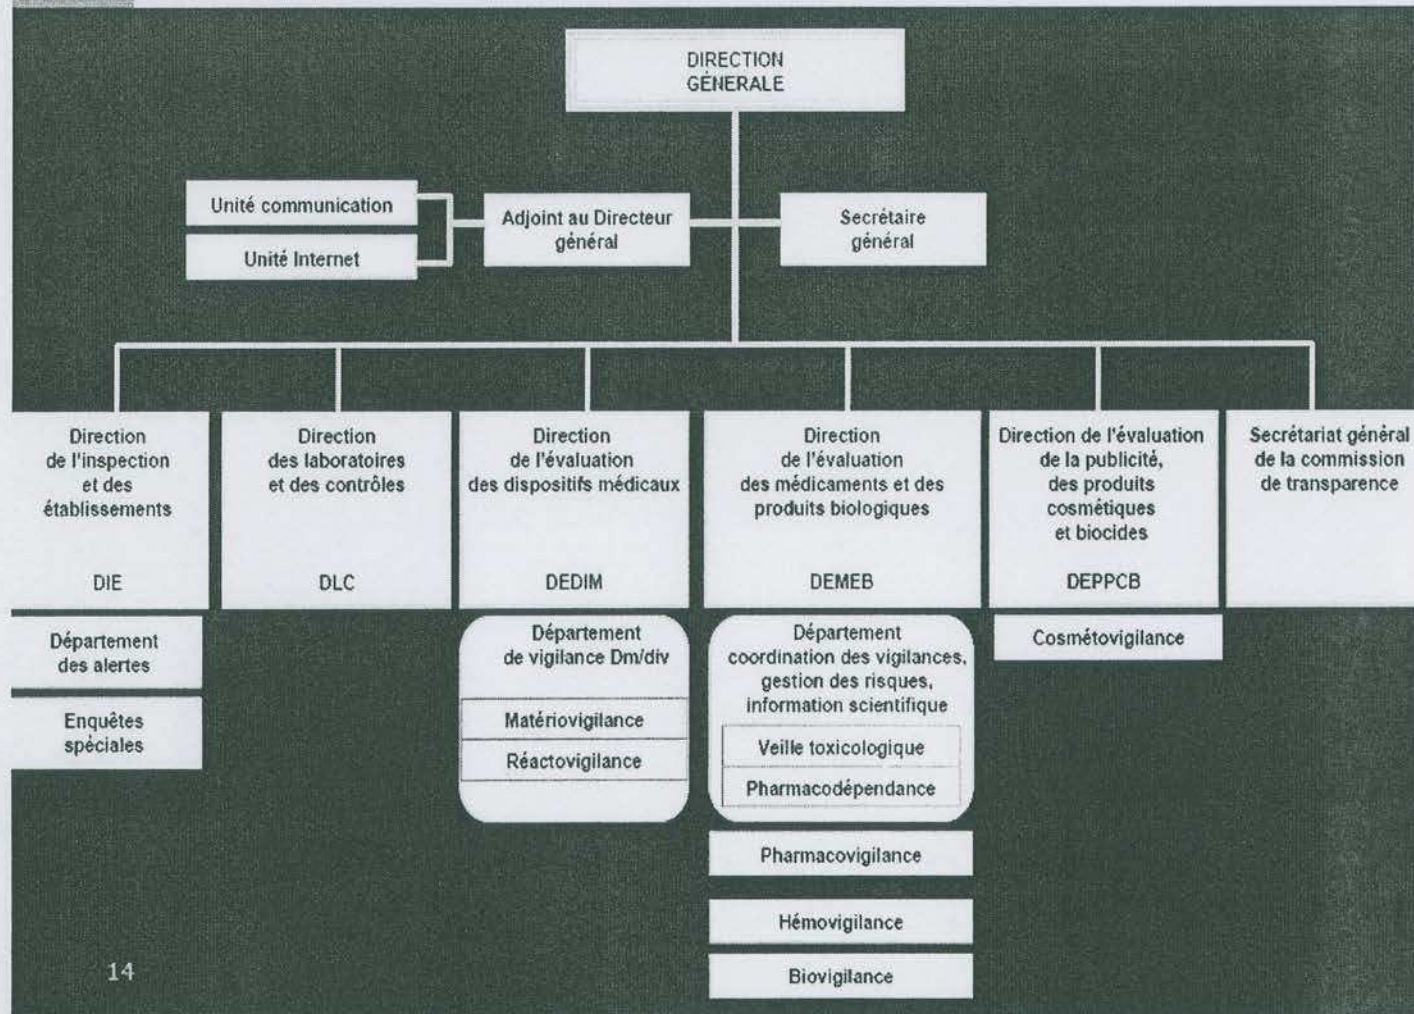 DIRECTION
GÉNERALE
Unité communication
Unité Internet
Adjoint au Directeur
général
Secrétaire
général
Direction
de l'inspection
et des
établissements
DIE
Direction
des laboratoires
et des contrôles
DLC
Direction
de l'évaluation
des dispositifs médicaux
DEDIM
Direction
de l'évaluation
des médicaments et des
produits biologiques
DEMEB
Direction de l'évaluation
de la publicité,
des produits
cosmétiques
et biocides
DEPPCB
Secrétariat général
de la commission
de transparence
Département
des alertes
Enquêtes
spéciales
Département
de vigilance Dm/div
Matériovigilance
Réactovigilance
Département
coordination des vigilances,
gestion des risques,
information scientifique
Veille toxicologique
Pharmacodépendance
Pharmacovigilance
Hémovigilance
Biovigilance
Cosmétovigilance
14